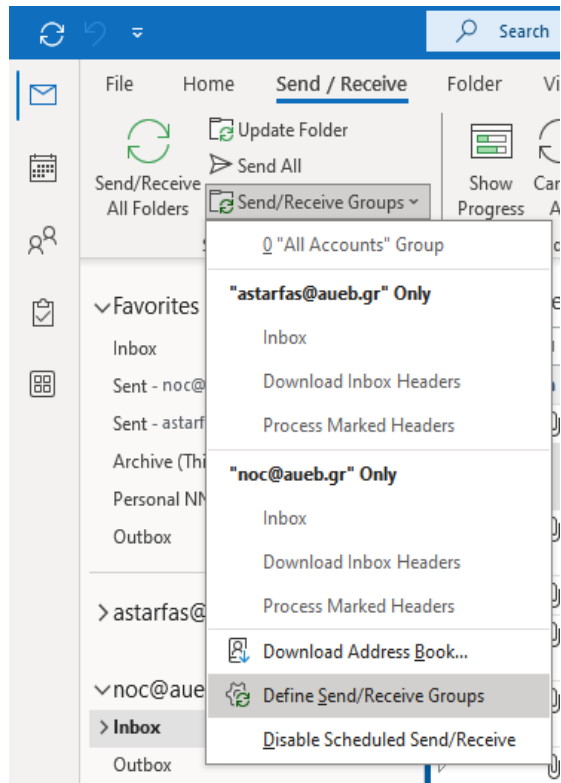 Search
File Home Send / Receive Folder
Update Folder
Send All
Send/Receive
All Folders
Send/Receive Groups
Show
Progress
0 "All Accounts" Group
"astarfas@aueb.gr" Only
Inbox
Download Inbox Headers
Process Marked Headers
"noc@aueb.gr" Only
Inbox
Download Inbox Headers
Process Marked Headers
Download Address Book...
Define Send/Receive Groups
Disable Scheduled Send/Receive
Favorites
Inbox
Sent - noc@
Sent - astarf
Archive (Thi
Personal
Outbox
astarfas@
noc@aue
Inbox
Outbox